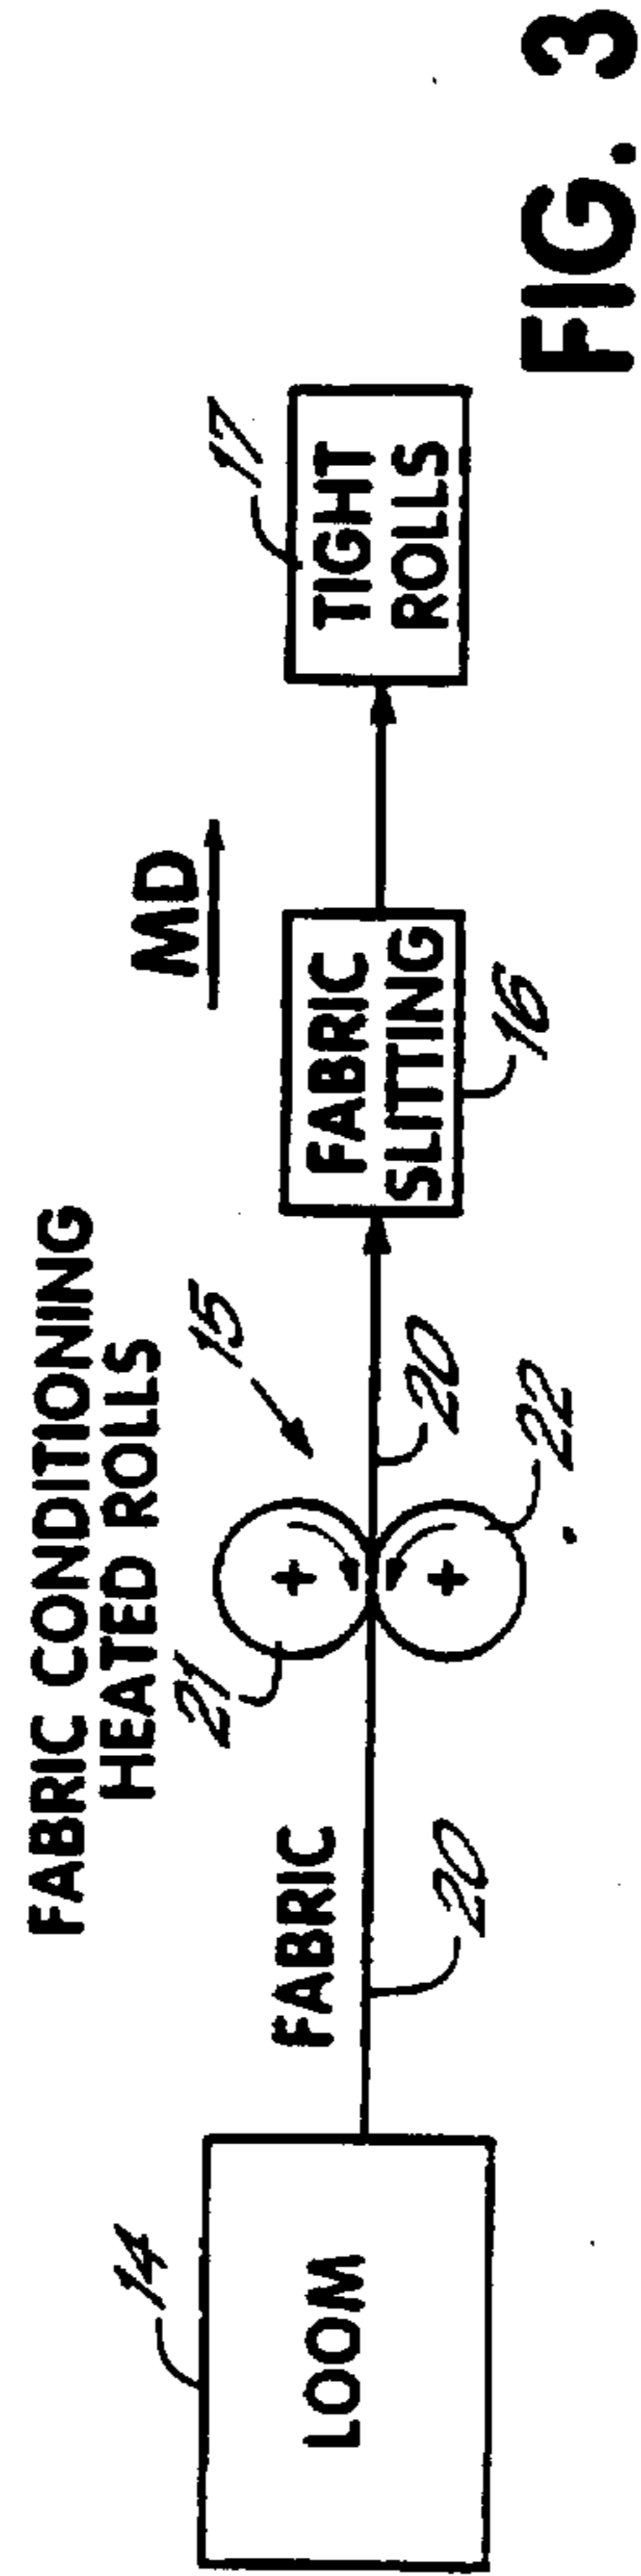 FABRIC CONDITIONING
HEATED ROLLS
MD
14
21
15
17
LOOM
FABRIC
20
20
22
FABRIC
SLITTING
16
TIGHT
ROLLS
FIG. 3